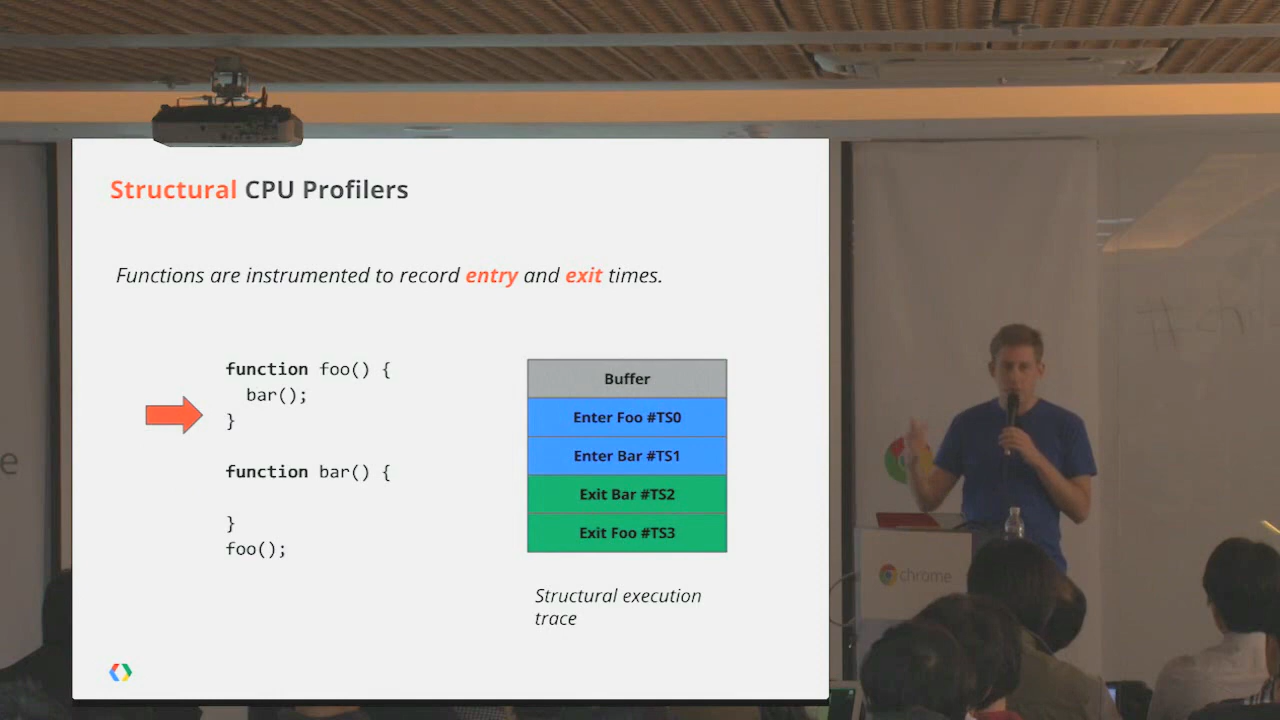 Structural CPU Profilers
Functions are instrumented to record entry and exit times.
function foo() {
bar();
}
function bar() {
}
foo();
Buffer
Enter Foo #TS0
Enter Bar #TS1
Exit Bar #TS2
Exit Foo #TS3
Structural execution
trace
chrome
e